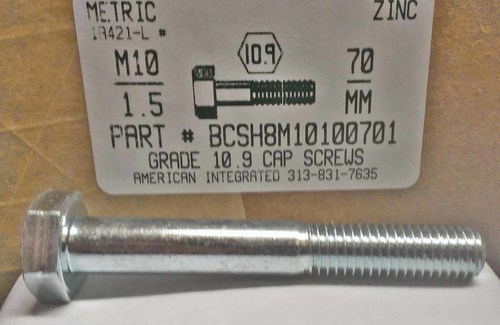 METRIC ZINC
1A421-L #
M10 10.9 70
1.5 MM
PART # BCSH8M10100701
GRADE 10.9 CAP SCREWS
AMERICAN INTEGRATED 313-831-7635